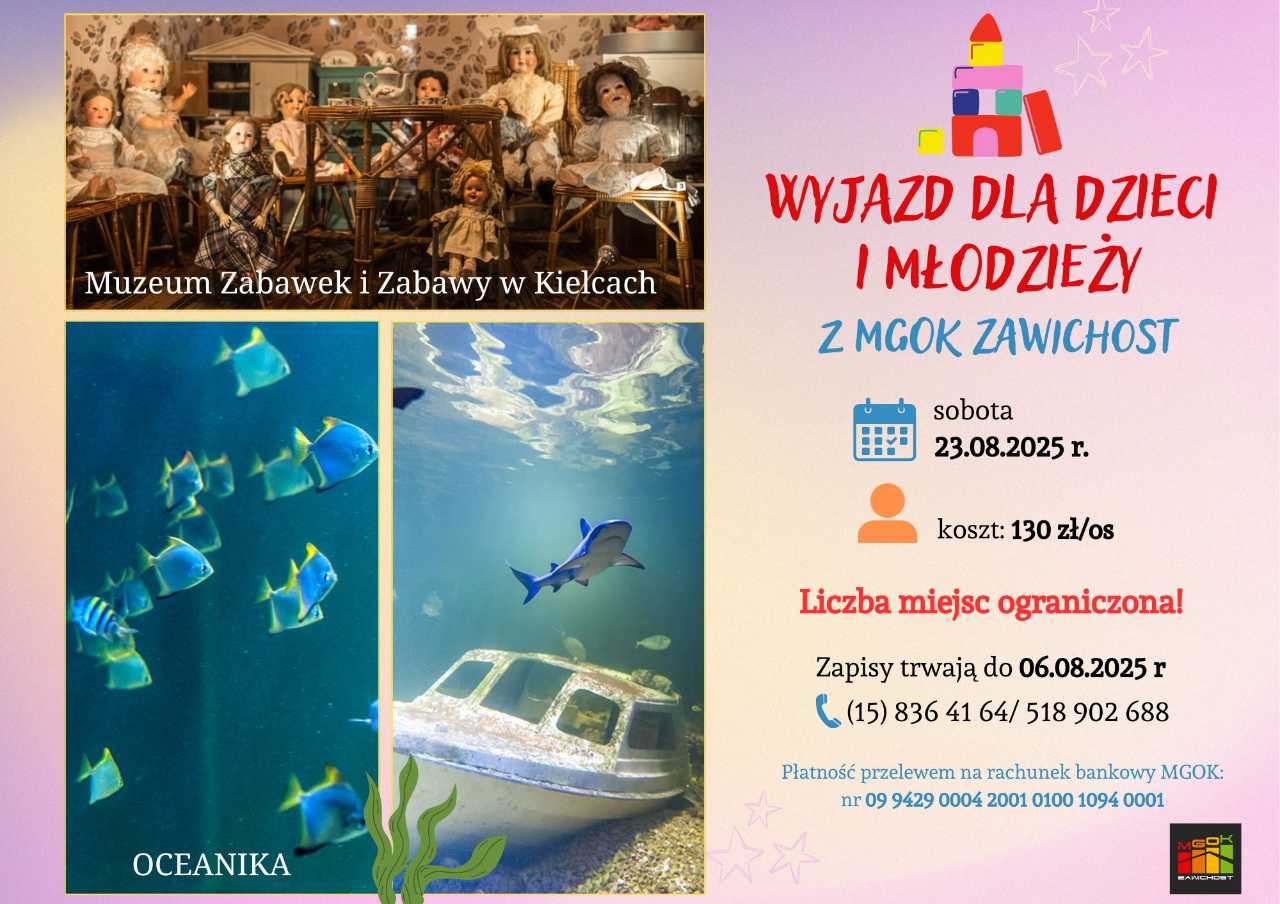 Muzeum Zabawek i Zabawy w Kielcach
OCEANIKA
WYJAZD DLA DZIECI
I MŁODZIEŻY
Z MGOK ZAWICHOST
sobota
23.08.2025 r.
koszt: 130 zł/os
Liczba miejsc ograniczona!
Zapisy trwają do 06.08.2025 r
(15) 836 41 64/ 518 902 688
Płatność przelewem na rachunek bankowy MGOK:
nr 09 9429 0004 2001 0100 1094 0001
MGOK
ZAWICHOST